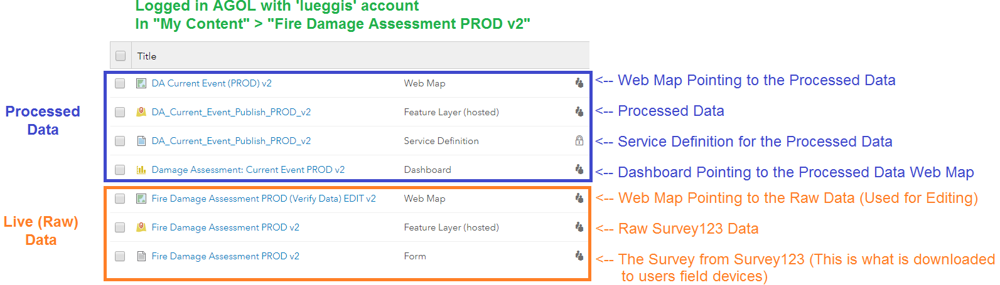 Logged in AGOL with 'lueggis' account
In "My Content" > "Fire Damage Assessment PROD v2"
Title
Processed
Data
DA Current Event (PROD) v2 Web Map <-- Web Map Pointing to the Processed Data
DA_Current_Event_Publish_PROD_v2 Feature Layer (hosted) <-- Processed Data
DA_Current_Event_Publish_PROD_v2 Service Definition <-- Service Definition for the Processed Data
Damage Assessment: Current Event PROD v2 Dashboard <-- Dashboard Pointing to the Processed Data Web Map
Live (Raw)
Data
Fire Damage Assessment PROD (Verify Data) EDIT v2 Web Map <-- Web Map Pointing to the Raw Data (Used for Editing)
Fire Damage Assessment PROD v2 Feature Layer (hosted) <-- Raw Survey123 Data
Fire Damage Assessment PROD v2 Form <-- The Survey from Survey123 (This is what is downloaded
to users field devices)